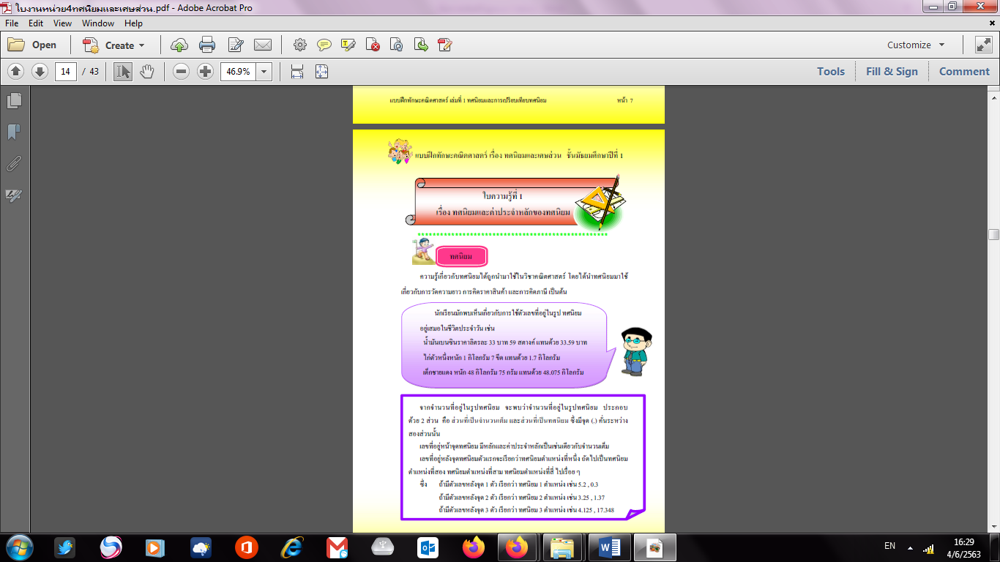 ใบงานหน่วย4ทศนิยมและเศษส่วน.pdf - Adobe Acrobat Pro
File Edit View Window Help
Open Create Customize
14 / 43 46.9% Tools Fill & Sign Comment
แบบฝึกทักษะคณิตศาสตร์ เล่มที่ 1 ทศนิยมและการเปรียบเทียบทศนิยม หน้า 7
แบบฝึกทักษะคณิตศาสตร์ เรื่อง ทศนิยมและเศษส่วน ชั้นมัธยมศึกษาปีที่ 1
ใบความรู้ที่ 1
เรื่อง ทศนิยมและค่าประจำหลักของทศนิยม
ทศนิยม
ความรู้เกี่ยวกับทศนิยมได้ถูกนำมาใช้ในวิชาคณิตศาสตร์ โดยได้นำทศนิยมมาใช้
เกี่ยวกับการวัดความยาว การคิดราคาสินค้า และการคิดภาษี เป็นต้น
นักเรียนมักพบเห็นเกี่ยวกับการใช้ตัวเลขที่อยู่ในรูป ทศนิยม
อยู่เสมอในชีวิตประจำวัน เช่น
น้ำมันเบนซินราคาลิตรละ 33 บาท 59 สตางค์ แทนด้วย 33.59 บาท
ไก่ตัวหนึ่งหนัก 1 กิโลกรัม 7 ขีด แทนด้วย 1.7 กิโลกรัม
เด็กชายแดง หนัก 48 กิโลกรัม 75 กรัม แทนด้วย 48.075 กิโลกรัม
จากจำนวนที่อยู่ในรูปทศนิยม จะพบว่าจำนวนที่อยู่ในรูปทศนิยม ประกอบ
ด้วย 2 ส่วน คือ ส่วนที่เป็นจำนวนเต็ม และส่วนที่เป็นทศนิยม ซึ่งมีจุด (.) คั่นระหว่าง
สองส่วนนั้น
เลขที่อยู่หน้าจุดทศนิยม มีหลักและค่าประจำหลักเป็นเช่นเดียวกับจำนวนเต็ม
เลขที่อยู่หลังจุดทศนิยมตัวแรกจะเรียกว่าทศนิยมตำแหน่งที่หนึ่ง ถัดไปเป็นทศนิยม
ตำแหน่งที่สอง ทศนิยมตำแหน่งที่สาม ทศนิยมตำแหน่งที่สี่ ไปเรื่อย ๆ
ซึ่ง ถ้ามีตัวเลขหลังจุด 1 ตัว เรียกว่า ทศนิยม 1 ตำแหน่ง เช่น 5.2 , 0.3
ถ้ามีตัวเลขหลังจุด 2 ตัว เรียกว่า ทศนิยม 2 ตำแหน่ง เช่น 3.25 , 1.37
ถ้ามีตัวเลขหลังจุด 3 ตัว เรียกว่า ทศนิยม 3 ตำแหน่ง เช่น 4.125 , 17.348
EN 16:29
4/6/2563